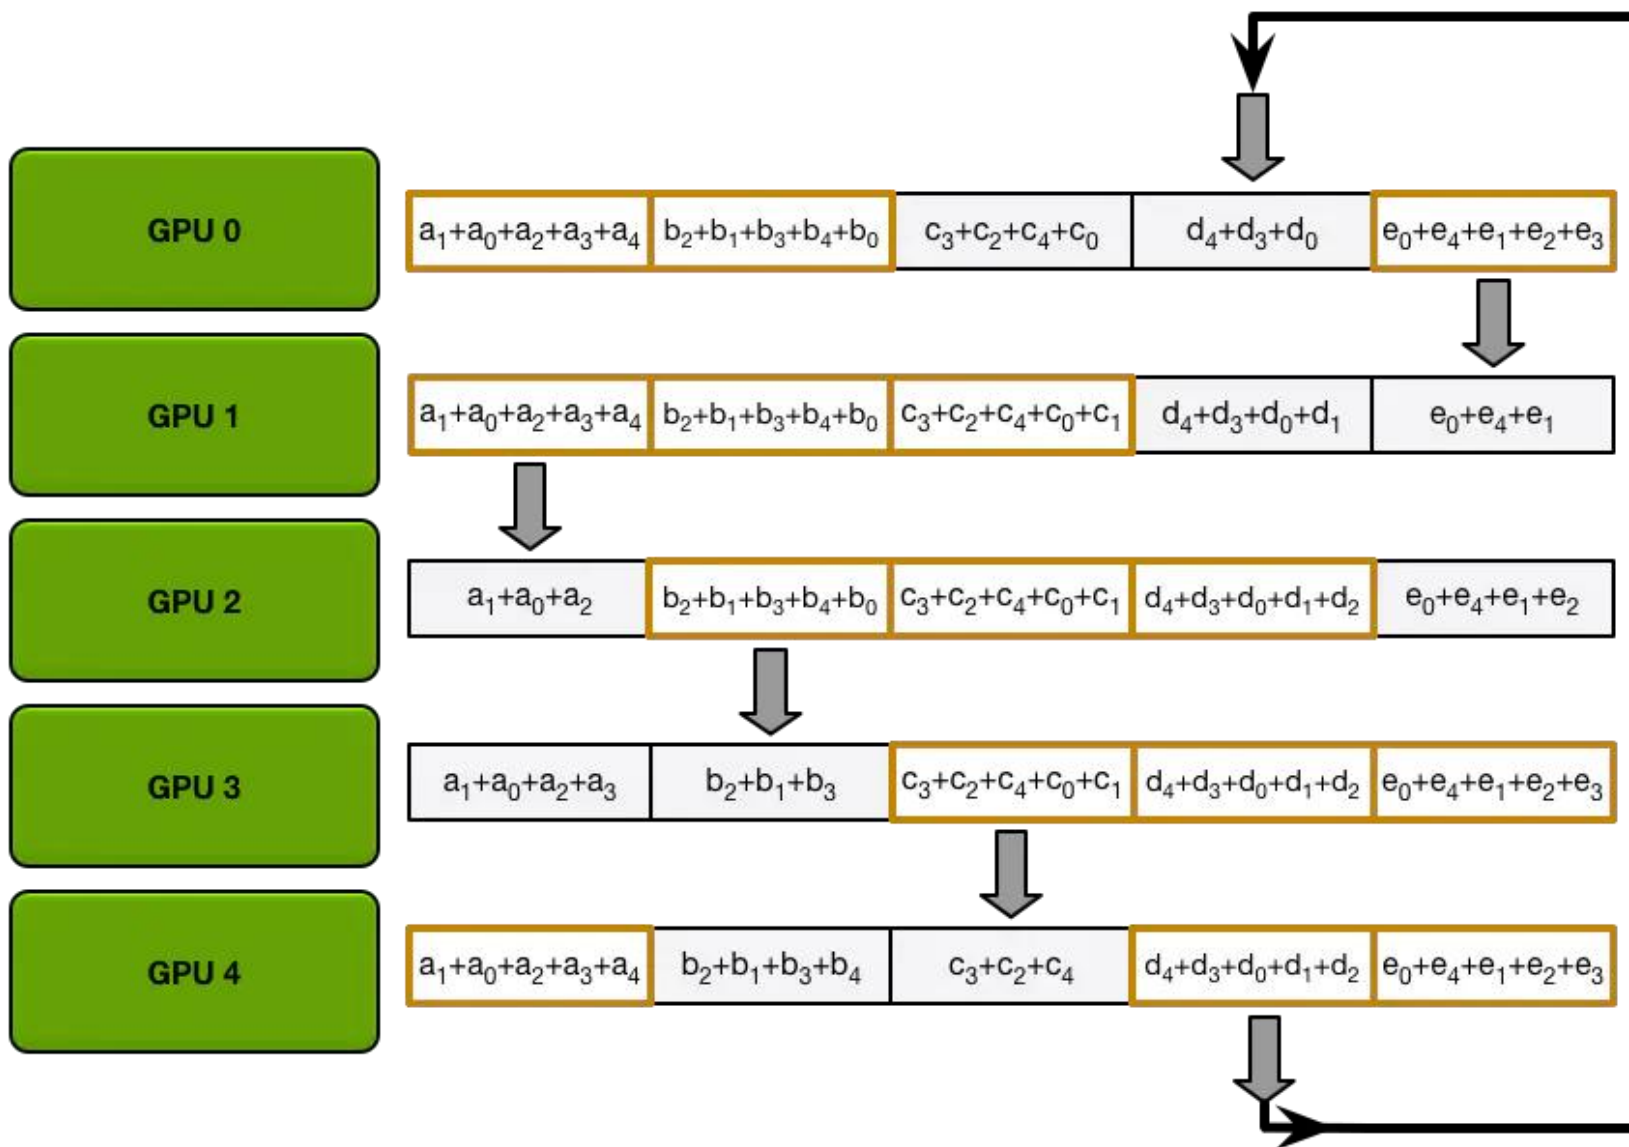 GPU 0 a₁+a₀+a₂+a₃+a₄ b₂+b₁+b₃+b₄+b₀ c₃+c₂+c₄+c₀ d₄+d₃+d₀ e₀+e₄+e₁+e₂+e₃
GPU 1 a₁+a₀+a₂+a₃+a₄ b₂+b₁+b₃+b₄+b₀ c₃+c₂+c₄+c₀+c₁ d₄+d₃+d₀+d₁ e₀+e₄+e₁
GPU 2 a₁+a₀+a₂ b₂+b₁+b₃+b₄+b₀ c₃+c₂+c₄+c₀+c₁ d₄+d₃+d₀+d₁+d₂ e₀+e₄+e₁+e₂
GPU 3 a₁+a₀+a₂+a₃ b₂+b₁+b₃ c₃+c₂+c₄+c₀+c₁ d₄+d₃+d₀+d₁+d₂ e₀+e₄+e₁+e₂+e₃
GPU 4 a₁+a₀+a₂+a₃+a₄ b₂+b₁+b₃+b₄ c₃+c₂+c₄ d₄+d₃+d₀+d₁+d₂ e₀+e₄+e₁+e₂+e₃